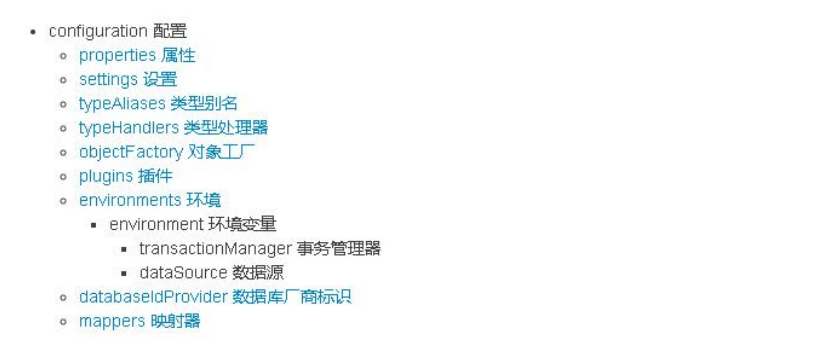 configuration 配置
properties 属性
settings 设置
typeAliases 类型别名
typeHandlers 类型处理器
objectFactory 对象工厂
plugins 插件
environments 环境
environment 环境变量
transactionManager 事务管理器
dataSource 数据源
databaseIdProvider 数据库厂商标识
mappers 映射器